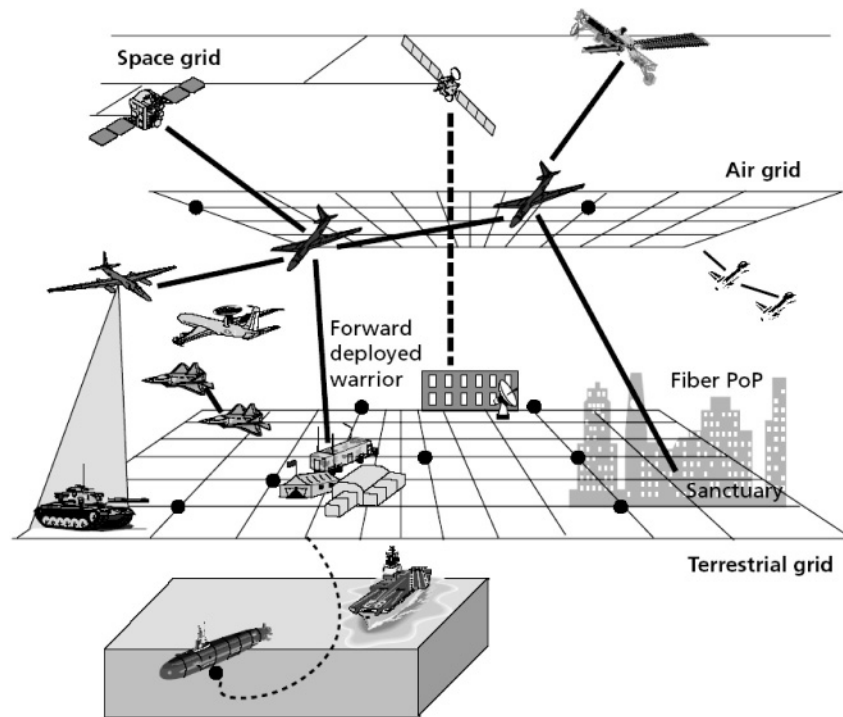 Space grid
Air grid
Forward
deployed
warrior
Fiber PoP
Sanctuary
Terrestrial grid